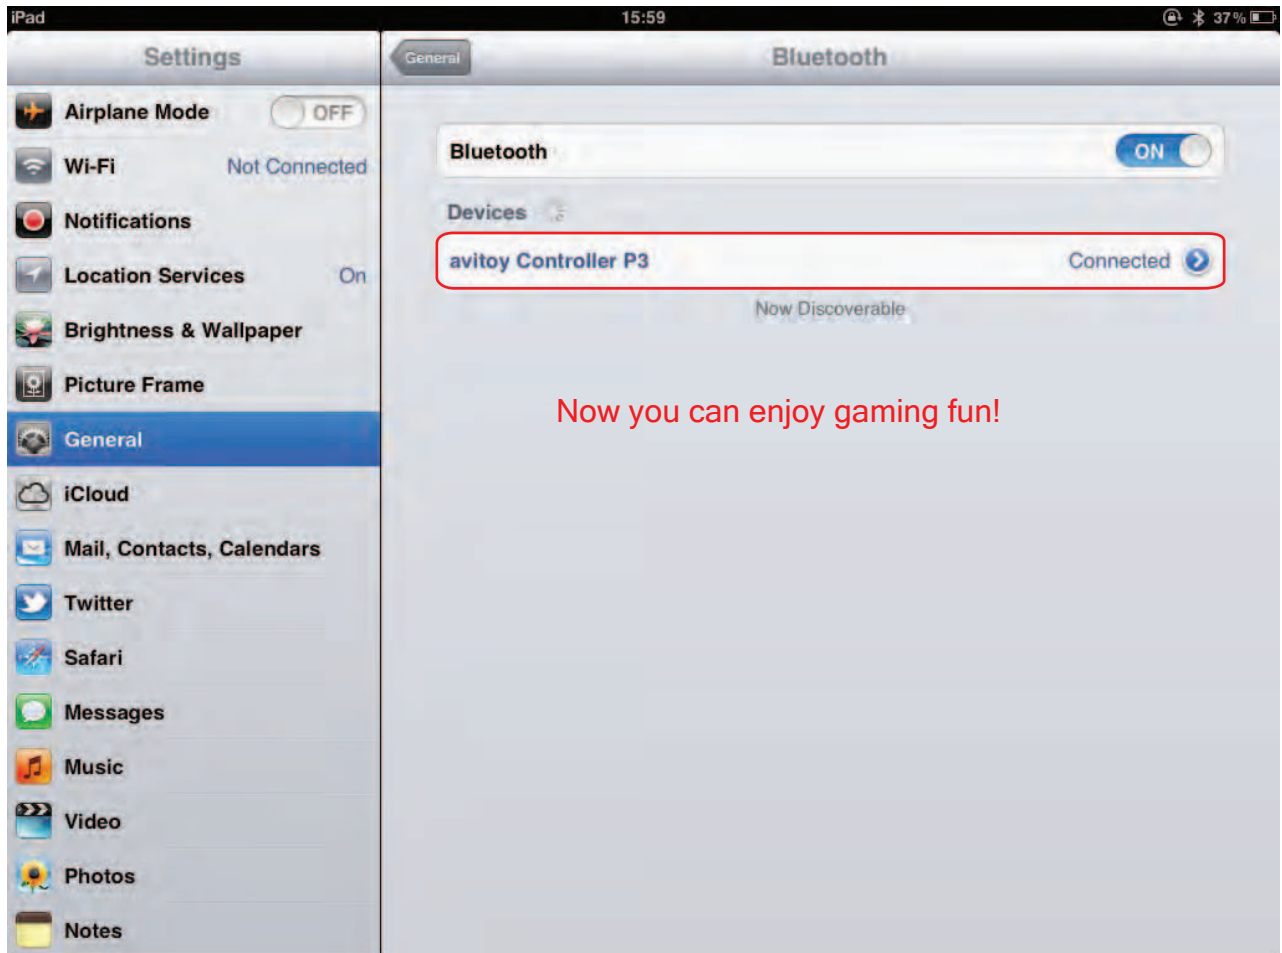 iPad 15:59 37%
Settings
General Bluetooth
Airplane Mode OFF
Wi-Fi Not Connected
Notifications
Location Services On
Brightness & Wallpaper
Picture Frame
General
iCloud
Mail, Contacts, Calendars
Twitter
Safari
Messages
Music
Video
Photos
Notes
Bluetooth ON
Devices
avitoy Controller P3 Connected
Now Discoverable
Now you can enjoy gaming fun!